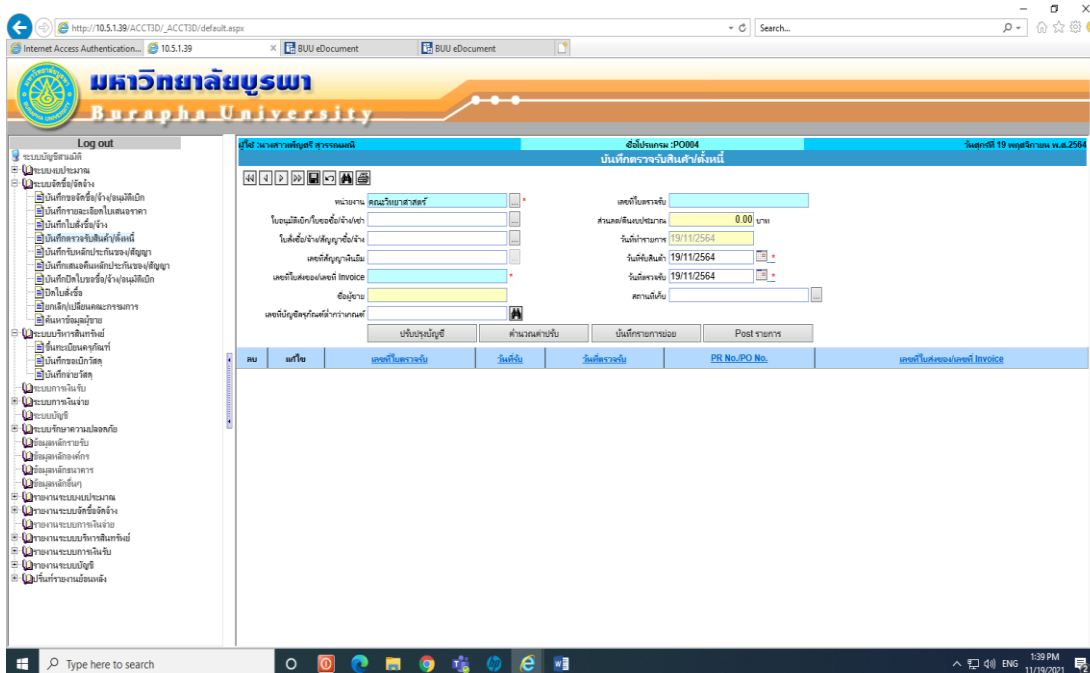 http://10.5.1.39/ACCT3D/_ACCT3D/default.aspx
Search...
Internet Access Authentication...
10.5.1.39
BUU eDocument
BUU eDocument
มหาวิทยาลัยบูรพา
Burapha University
Log out
ผู้ใช้ :นางสาวเพ็ญศรี สุวรรณมณี ชื่อโปรแกรม :PO004 วันศุกร์ที่ 19 พฤศจิกายน พ.ศ.2564
บันทึกตรวจรับสินค้า/ตั้งหนี้
ระบบบัญชีสามมิติ
ระบบงบประมาณ
ระบบจัดซื้อ/จัดจ้าง
บันทึกขอจัดซื้อ/จ้าง/อนุมัติเบิก
บันทึกรายละเอียดใบเสนอราคา
บันทึกใบสั่งซื้อ/จ้าง
บันทึกตรวจรับสินค้า/ตั้งหนี้
บันทึกรับหลักประกันซอง/สัญญา
บันทึกเสนอคืนหลักประกันซอง/สัญญา
บันทึกปิดใบขอซื้อ/จ้าง/อนุมัติเบิก
ปิดใบสั่งซื้อ
ยกเลิก/เปลี่ยนคณะกรรมการ
ค้นหาข้อมูลผู้ขาย
ระบบบริหารสินทรัพย์
ขึ้นทะเบียนครุภัณฑ์
บันทึกขอเบิกวัสดุ
บันทึกจ่ายวัสดุ
ระบบการเงินรับ
ระบบการเงินจ่าย
ระบบบัญชี
ระบบรักษาความปลอดภัย
ข้อมูลหลักรายรับ
ข้อมูลหลักองค์กร
ข้อมูลหลักธนาคาร
ข้อมูลหลักอื่นๆ
รายงานระบบงบประมาณ
รายงานระบบจัดซื้อจัดจ้าง
รายงานระบบการเงินจ่าย
รายงานระบบบริหารสินทรัพย์
รายงานระบบการเงินรับ
รายงานระบบบัญชี
ปริ้นท์รายงานย้อนหลัง
หน่วยงาน คณะวิทยาศาสตร์ ... * เลขที่ใบตรวจรับ
ใบอนุมัติเบิก/ใบขอซื้อ/จ้าง/เช่า ... ส่วนลด/คืนงบประมาณ 0.00 บาท
ใบสั่งซื้อ/จ้าง/สัญญาซื้อ/จ้าง ... วันที่ทำรายการ 19/11/2564
เลขที่สัญญาเงินยืม ... วันที่รับสินค้า 19/11/2564 *
เลขที่ใบส่งของ/เลขที่ Invoice * วันที่ตรวจรับ 19/11/2564 *
ชื่อผู้ขาย สถานที่เก็บ ...
เลขที่บัญชีครุภัณฑ์ต่ำกว่าเกณฑ์
ปรับปรุงบัญชี คำนวณค่าปรับ บันทึกรายการย่อย Post รายการ
ลบ แก้ไข เลขที่ใบตรวจรับ วันที่รับ วันที่ตรวจรับ PR No./PO No. เลขที่ใบส่งของ/เลขที่ Invoice
Type here to search
ENG
1:39 PM
11/19/2021